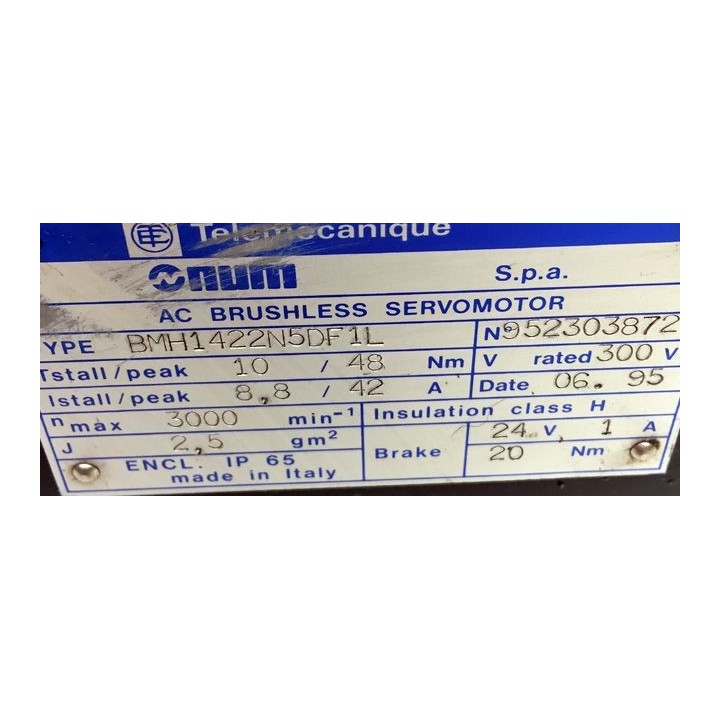 Telemecanique
num S.p.a.
AC BRUSHLESS SERVOMOTOR
YPE BMH1422N5DF1L N°952303872
Tstall/peak 10 / 48 Nm V rated 300 V
Istall/peak 8,8 / 42 A Date 06. 95
n max 3000 min-1 Insulation class H
J 2,5 gm² Brake 24 V, 1 A
20 Nm
ENCL. IP 65
made in Italy